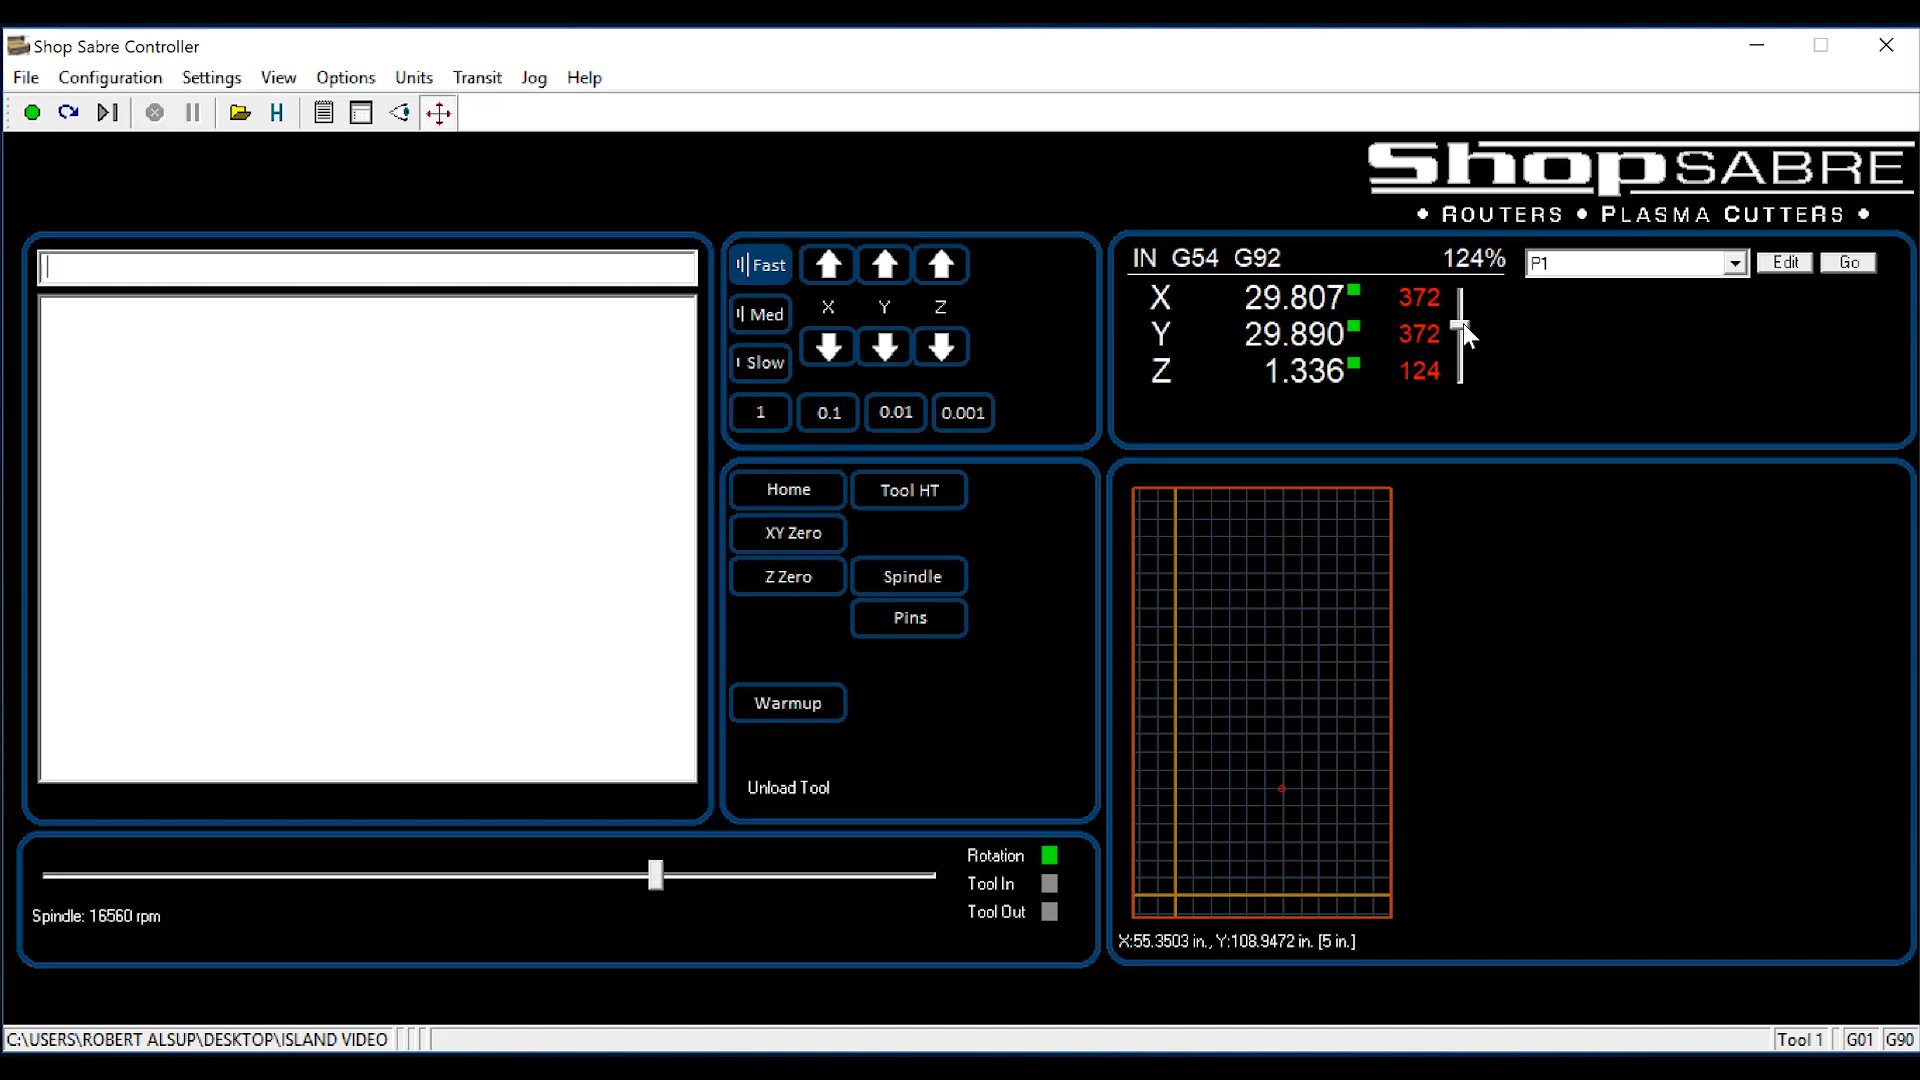 Shop Sabre Controller
File Configuration Settings View Options Units Transit Jog Help
H
ShopSABRE
• ROUTERS • PLASMA CUTTERS •
Fast
Med
Slow
X Y Z
1 0.1 0.01 0.001
IN G54 G92 124%
X 29.807 372
Y 29.890 372
Z 1.336 124
P1 Edit Go
Home Tool HT
XY Zero
Z Zero Spindle
Pins
Warmup
Unload Tool
Rotation
Tool In
Tool Out
Spindle: 16560 rpm
X:55.3503 in., Y:108.9472 in. [5 in.]
C:\USERS\ROBERT ALSUP\DESKTOP\ISLAND VIDEO
Tool 1 G01 G90